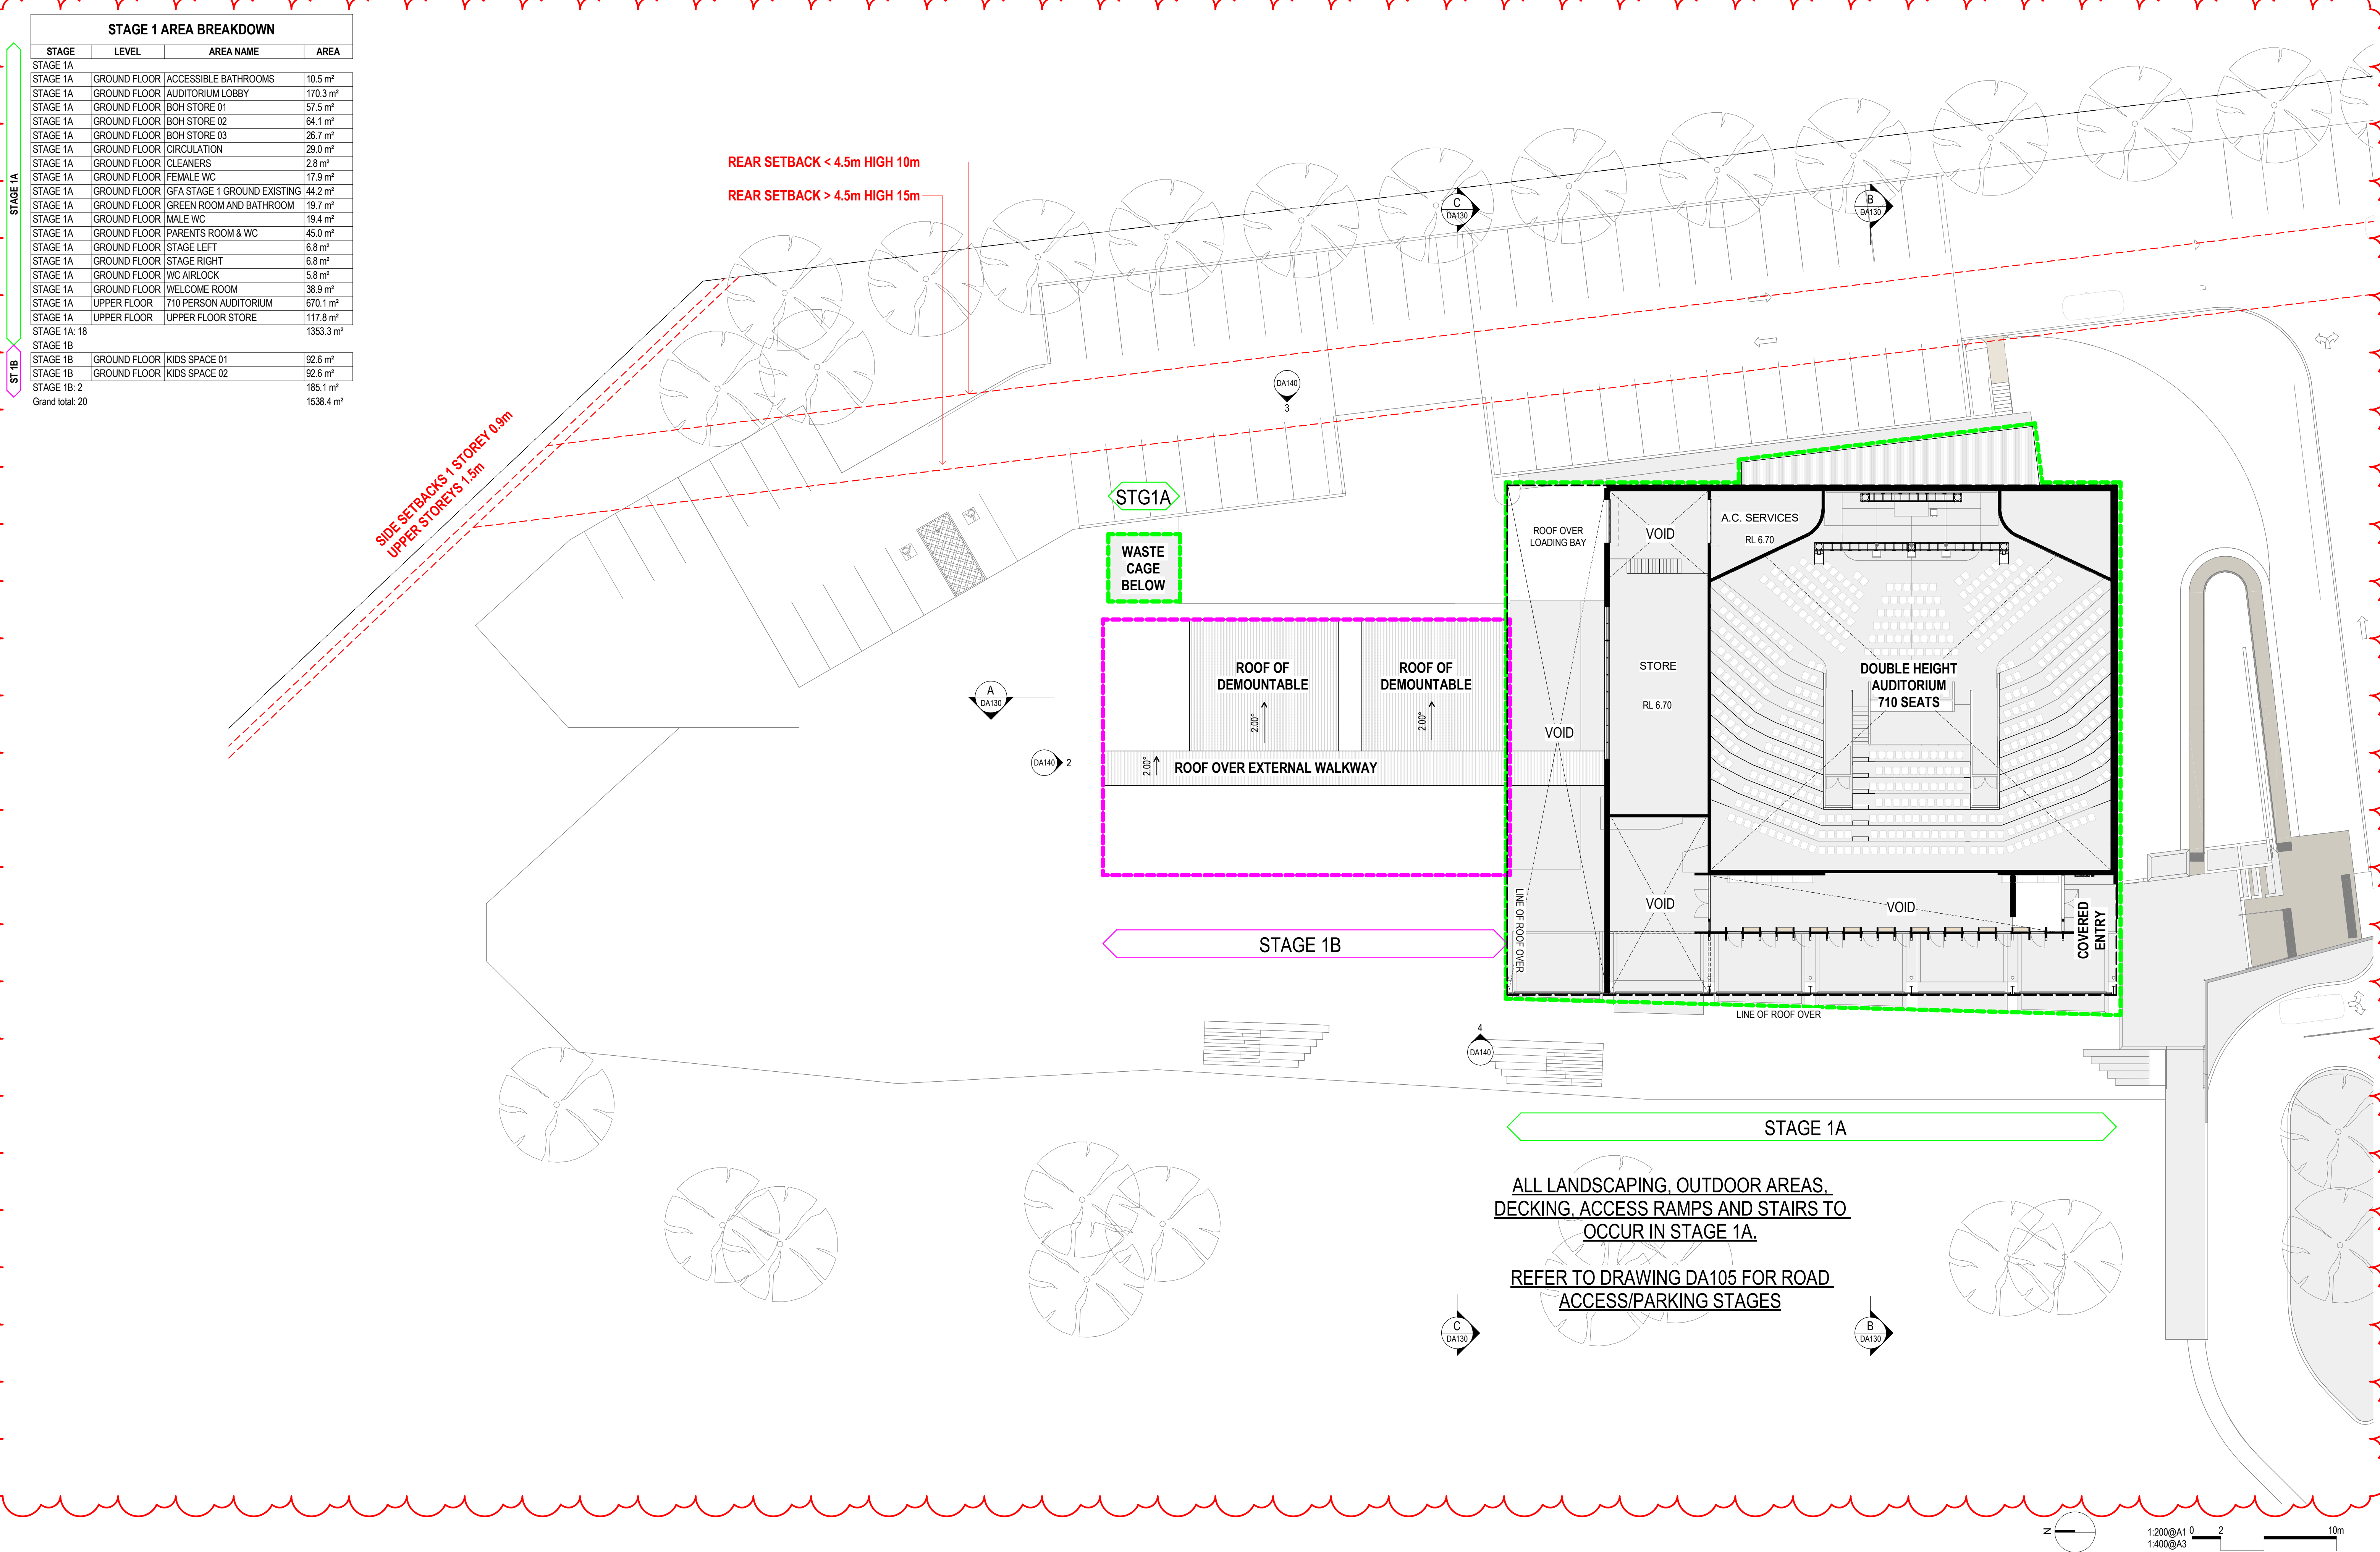 STAGE 1 AREA BREAKDOWN
STAGE LEVEL AREA NAME AREA
STAGE 1A
STAGE 1A GROUND FLOOR ACCESSIBLE BATHROOMS 10.5 m²
STAGE 1A GROUND FLOOR AUDITORIUM LOBBY 170.3 m²
STAGE 1A GROUND FLOOR BOH STORE 01 57.5 m²
STAGE 1A GROUND FLOOR BOH STORE 02 64.1 m²
STAGE 1A GROUND FLOOR BOH STORE 03 26.7 m²
STAGE 1A GROUND FLOOR CIRCULATION 29.0 m²
STAGE 1A GROUND FLOOR CLEANERS 2.8 m²
STAGE 1A GROUND FLOOR FEMALE WC 17.9 m²
STAGE 1A GROUND FLOOR GFA STAGE 1 GROUND EXISTING 44.2 m²
STAGE 1A GROUND FLOOR GREEN ROOM AND BATHROOM 19.7 m²
STAGE 1A GROUND FLOOR MALE WC 19.4 m²
STAGE 1A GROUND FLOOR PARENTS ROOM & WC 45.0 m²
STAGE 1A GROUND FLOOR STAGE LEFT 6.8 m²
STAGE 1A GROUND FLOOR STAGE RIGHT 6.8 m²
STAGE 1A GROUND FLOOR WC AIRLOCK 5.8 m²
STAGE 1A GROUND FLOOR WELCOME ROOM 38.9 m²
STAGE 1A UPPER FLOOR 710 PERSON AUDITORIUM 670.1 m²
STAGE 1A UPPER FLOOR UPPER FLOOR STORE 117.8 m²
STAGE 1A: 18 1353.3 m²
STAGE 1B
STAGE 1B GROUND FLOOR KIDS SPACE 01 92.6 m²
STAGE 1B GROUND FLOOR KIDS SPACE 02 92.6 m²
STAGE 1B: 2 185.1 m²
Grand total: 20 1538.4 m²
STAGE 1A
ST 1B
REAR SETBACK < 4.5m HIGH 10m
REAR SETBACK > 4.5m HIGH 15m
SIDE SETBACKS 1 STOREY 0.9m
UPPER STOREYS 1.5m
C
DA130
B
DA130
DA140
3
STG1A
WASTE
CAGE
BELOW
ROOF OVER
LOADING BAY
VOID
A.C. SERVICES
RL 6.70
ROOF OF
DEMOUNTABLE
2.00°
ROOF OF
DEMOUNTABLE
2.00°
STORE
RL 6.70
DOUBLE HEIGHT
AUDITORIUM
710 SEATS
A
DA130
VOID
DA140 2
2.00°
ROOF OVER EXTERNAL WALKWAY
LINE OF ROOF OVER
VOID
VOID
COVERED
ENTRY
STAGE 1B
LINE OF ROOF OVER
4
DA140
STAGE 1A
ALL LANDSCAPING, OUTDOOR AREAS,
DECKING, ACCESS RAMPS AND STAIRS TO
OCCUR IN STAGE 1A.
REFER TO DRAWING DA105 FOR ROAD
ACCESS/PARKING STAGES
C
DA130
B
DA130
N
1:200@A1
1:400@A3
0 2 10m